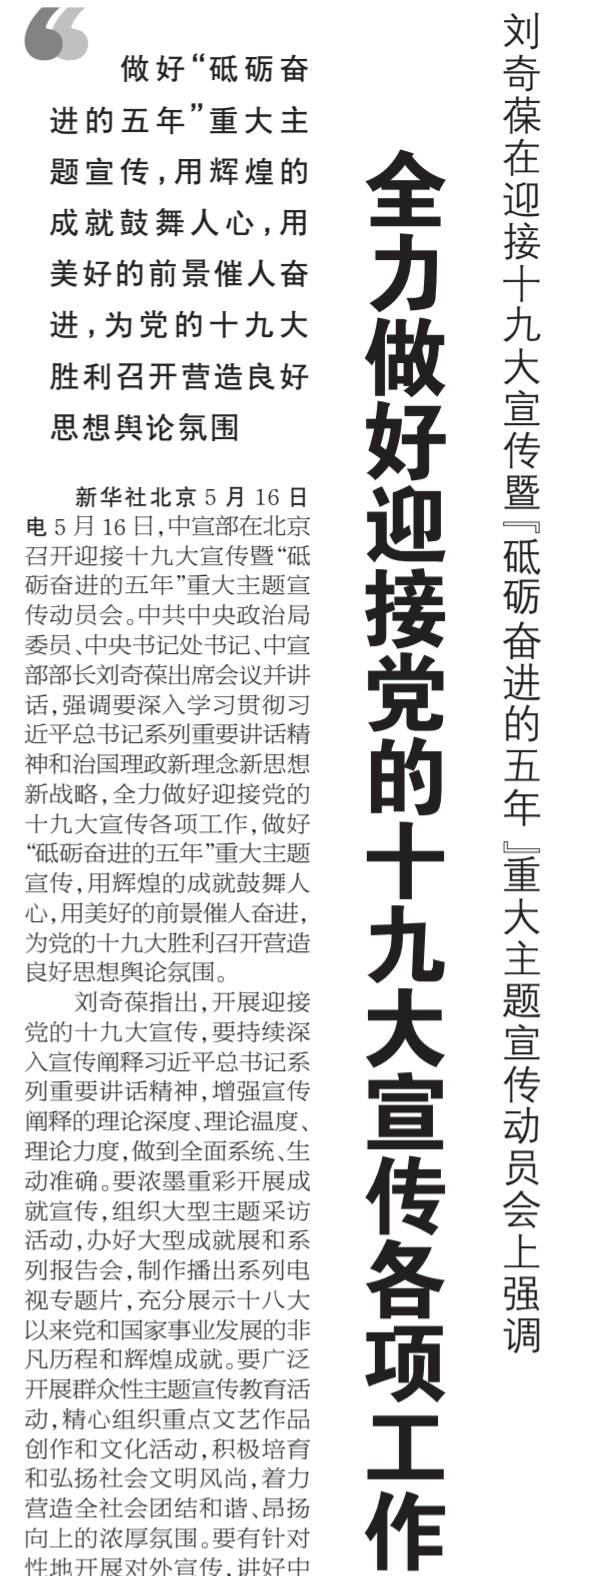 刘奇葆在迎接十九大宣传暨『砥砺奋进的五年』重大主题宣传动员会上强调
全力做好迎接党的十九大宣传各项工作
做好“砥砺奋
进的五年”重大主
题宣传,用辉煌的
成就鼓舞人心,用
美好的前景催人奋
进,为党的十九大
胜利召开营造良好
思想舆论氛围
新华社北京5月16日
电5月16日,中宣部在北京
召开迎接十九大宣传暨“砥
砺奋进的五年”重大主题宣
传动员会。中共中央政治局
委员、中央书记处书记、中宣
部部长刘奇葆出席会议并讲
话,强调要深入学习贯彻习
近平总书记系列重要讲话精
神和治国理政新理念新思想
新战略,全力做好迎接党的
十九大宣传各项工作,做好
“砥砺奋进的五年”重大主题
宣传,用辉煌的成就鼓舞人
心,用美好的前景催人奋进,
为党的十九大胜利召开营造
良好思想舆论氛围。
刘奇葆指出,开展迎接
党的十九大宣传,要持续深
入宣传阐释习近平总书记系
列重要讲话精神,增强宣传
阐释的理论深度、理论温度、
理论力度,做到全面系统、生
动准确。要浓墨重彩开展成
就宣传,组织大型主题采访
活动,办好大型成就展和系
列报告会,制作播出系列电
视专题片,充分展示十八大
以来党和国家事业发展的非
凡历程和辉煌成就。要广泛
开展群众性主题宣传教育活
动,精心组织重点文艺作品
创作和文化活动,积极培育
和弘扬社会文明风尚,着力
营造全社会团结和谐、昂扬
向上的浓厚氛围。要有针对
性地开展对外宣传,讲好中